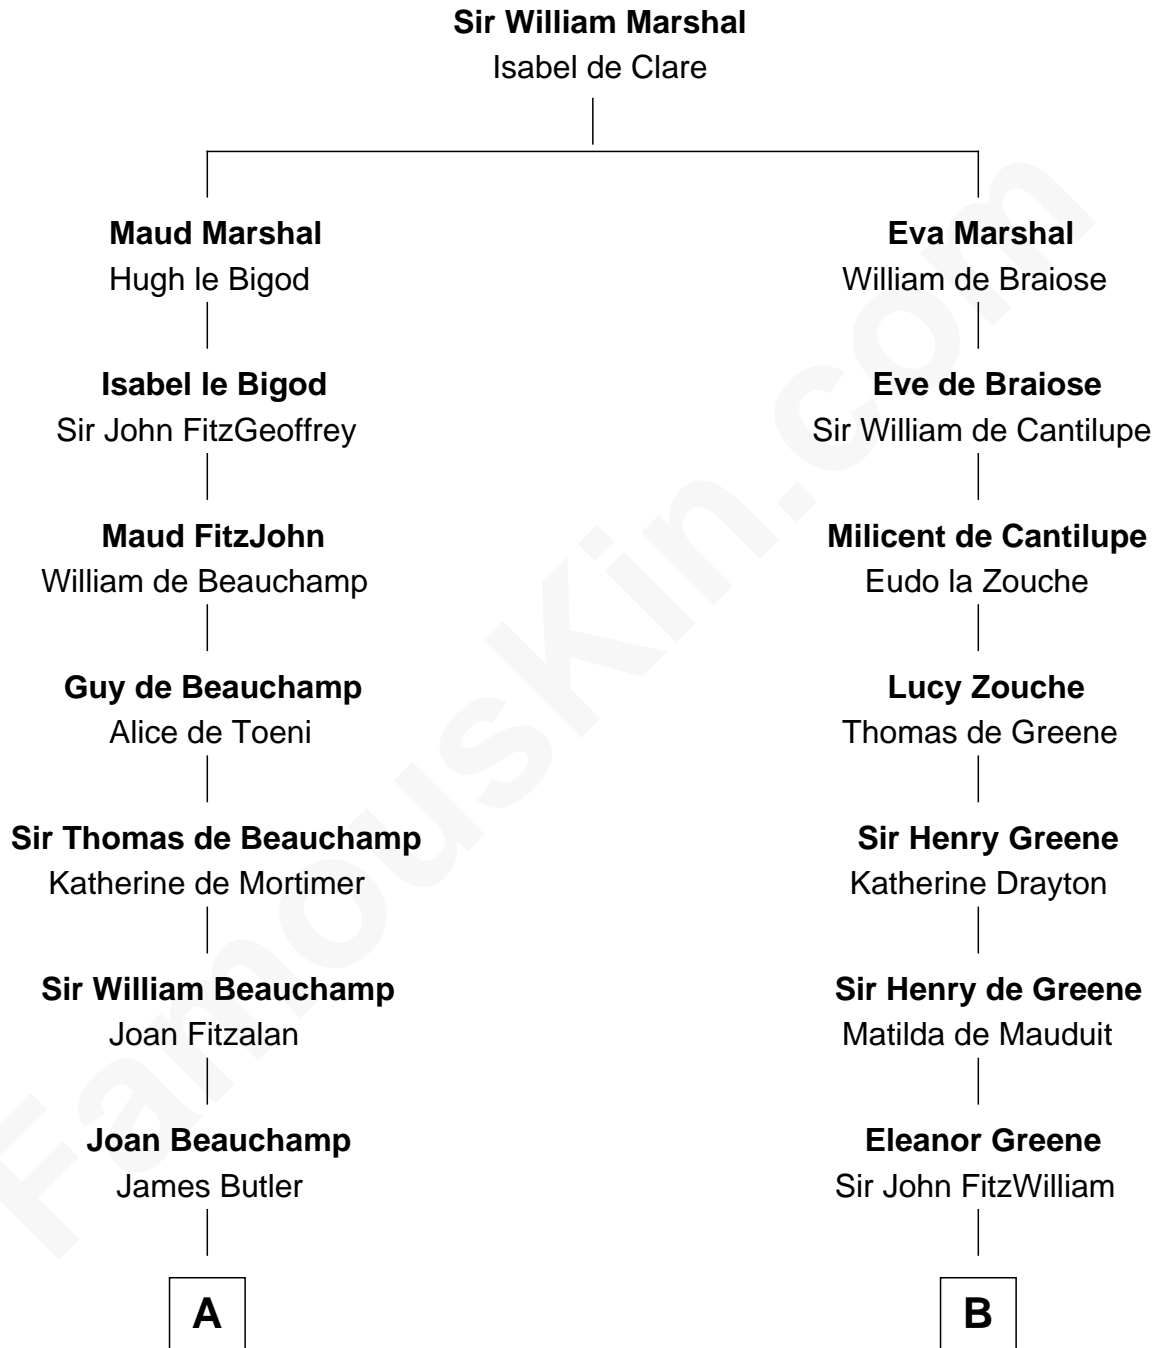 Sir William Marshal
Isabel de Clare
Maud Marshal
Hugh le Bigod
Eva Marshal
William de Braiose
Isabel le Bigod
Sir John FitzGeoffrey
Eve de Braiose
Sir William de Cantilupe
Maud FitzJohn
William de Beauchamp
Milicent de Cantilupe
Eudo la Zouche
Guy de Beauchamp
Alice de Toeni
Lucy Zouche
Thomas de Greene
Sir Thomas de Beauchamp
Katherine de Mortimer
Sir Henry Greene
Katherine Drayton
Sir William Beauchamp
Joan Fitzalan
Sir Henry de Greene
Matilda de Mauduit
Joan Beauchamp
James Butler
Eleanor Greene
Sir John FitzWilliam
A
B
FamousKin.com